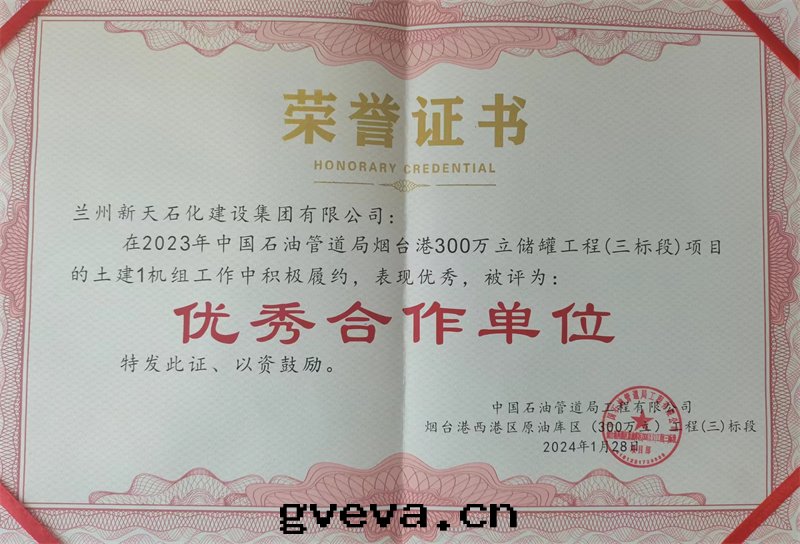 荣誉证书
HONORARY CREDENTIAL
兰州新天石化建设集团有限公司:
在2023年中国石油管道局烟台港300万立储罐工程(三标段)项目
的土建1机组工作中积极履约，表现优秀，被评为:
优秀合作单位
特发此证、以资鼓励。
中国石油管道局工程有限公司
烟台港西港区原油库区(300万立)工程(三)标段
2024年1月28日
项目部
gveva.cn